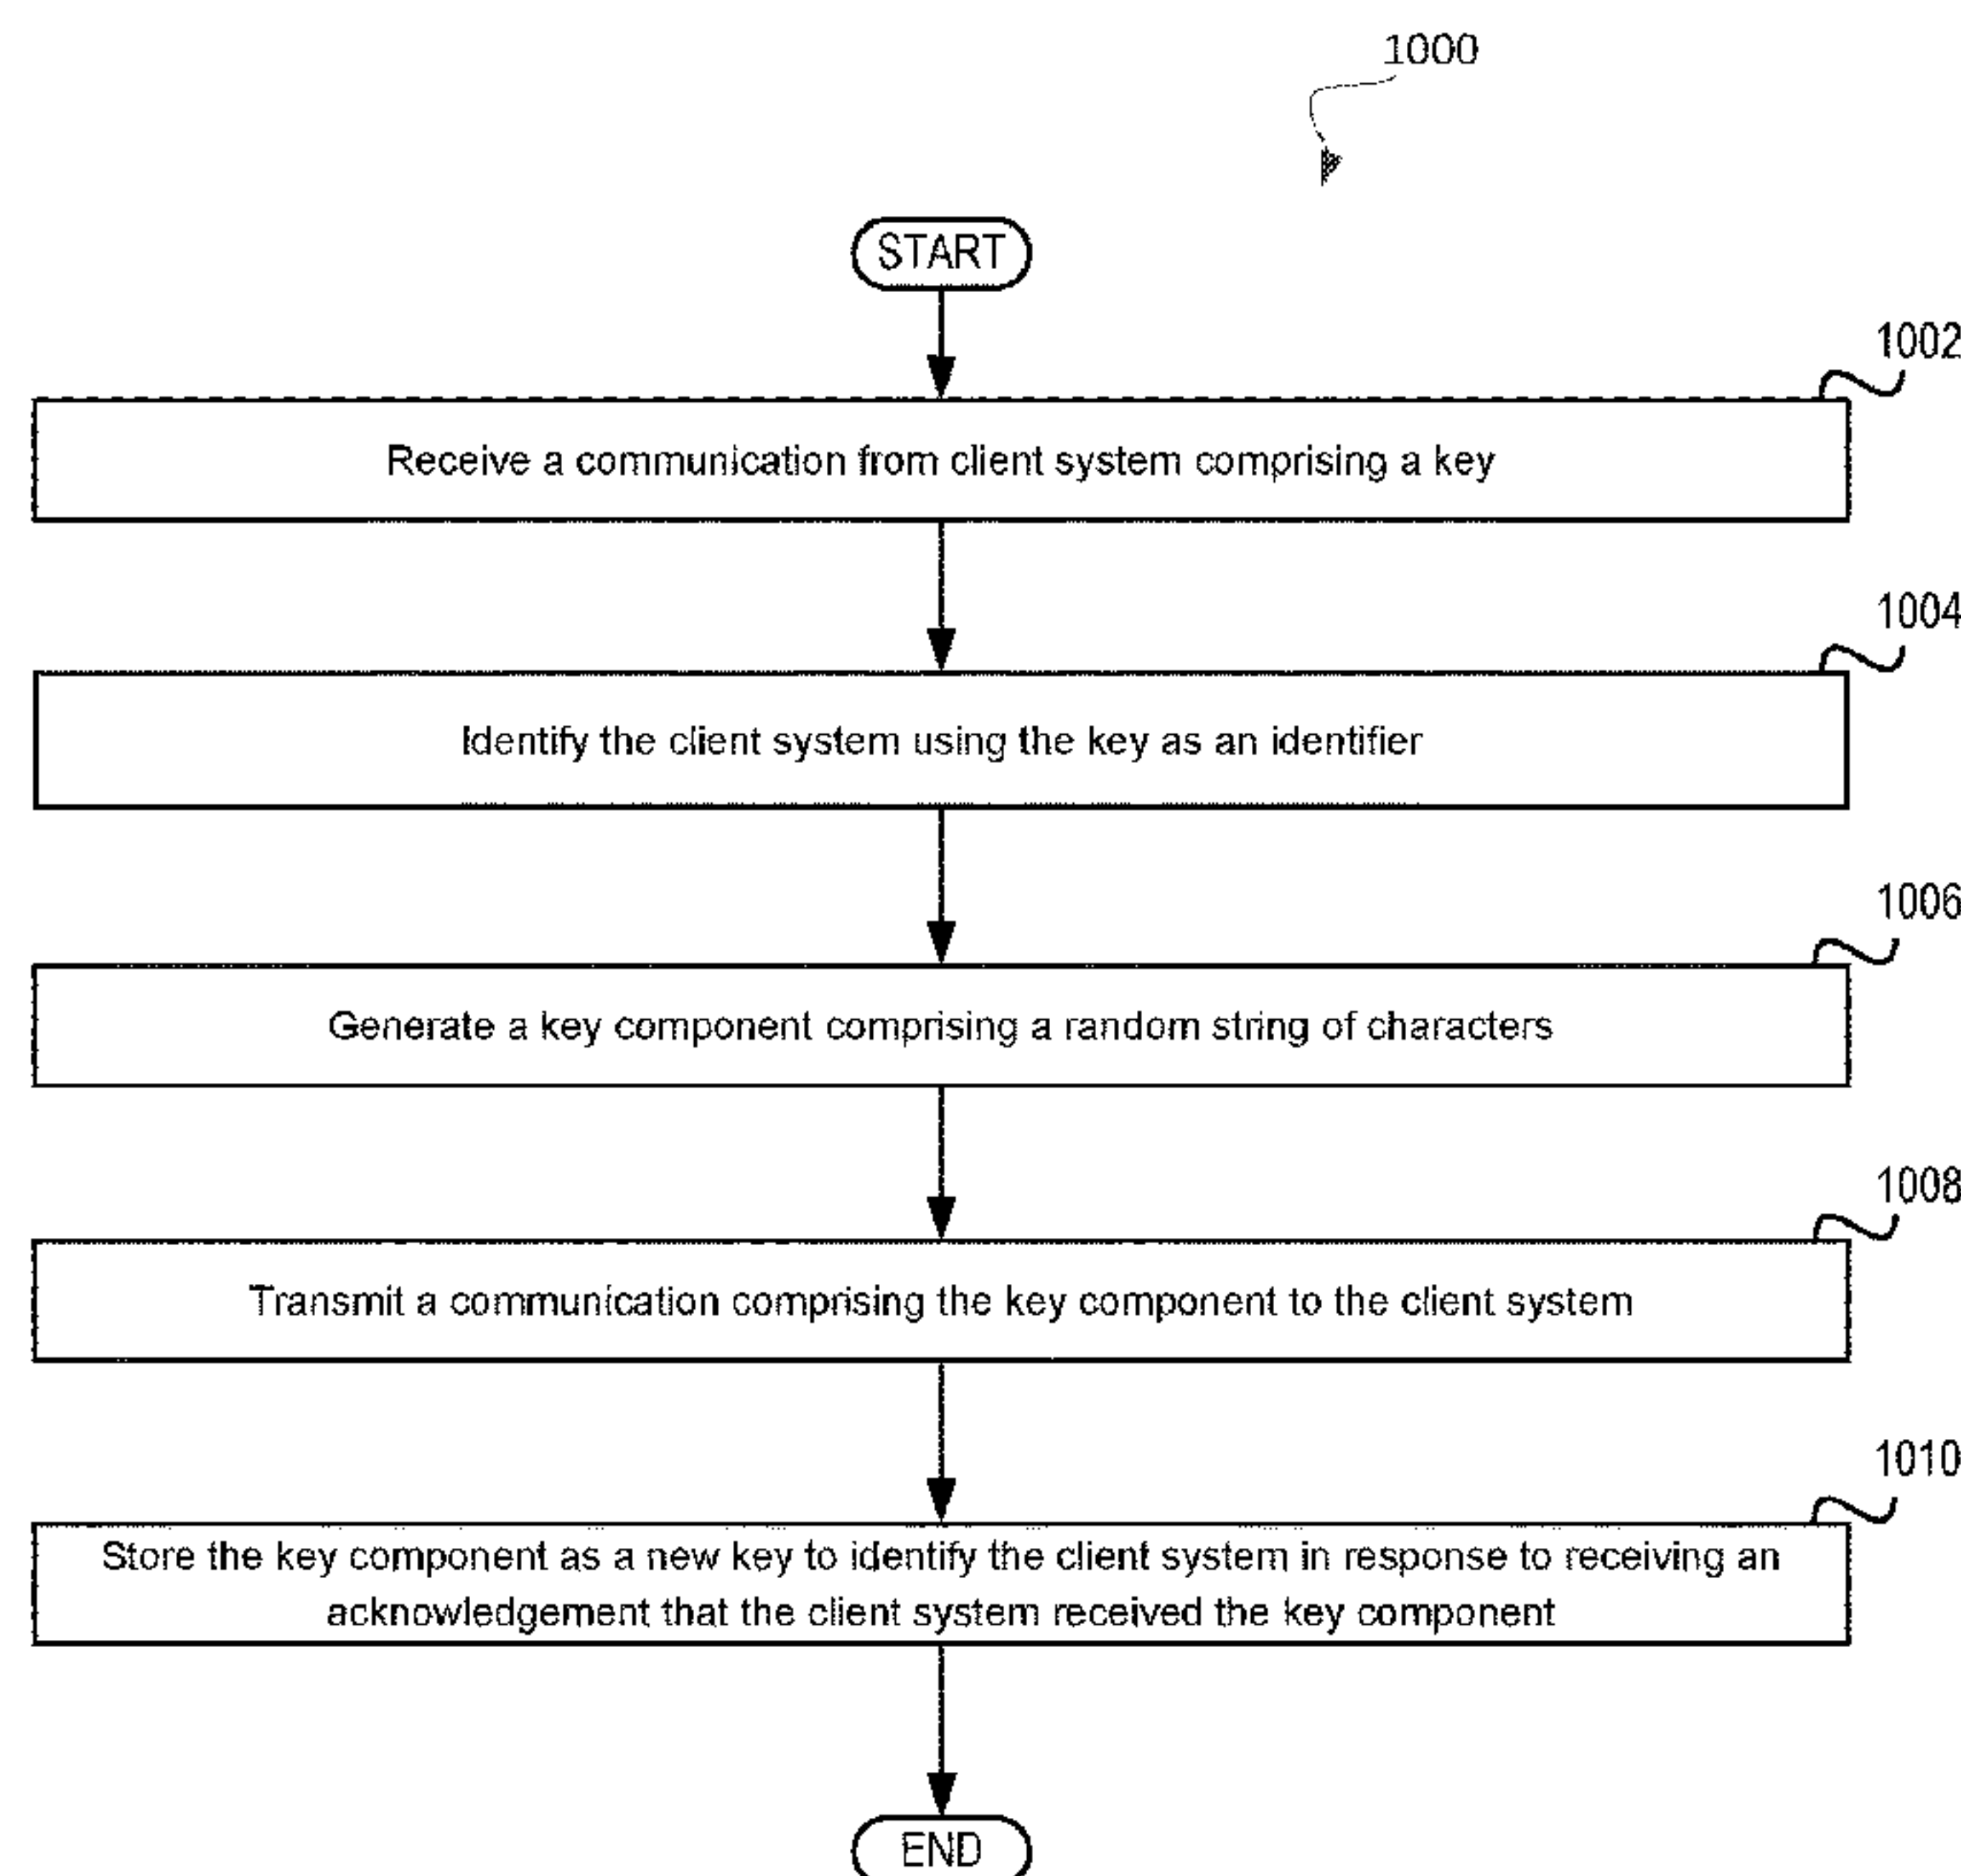 1000
START
1002
Receive a communication from client system comprising a key
1004
Identify the client system using the key as an identifier
1006
Generate a key component comprising a random string of characters
1008
Transmit a communication comprising the key component to the client system
1010
Store the key component as a new key to identify the client system in response to receiving an
acknowledgement that the client system received the key component
END